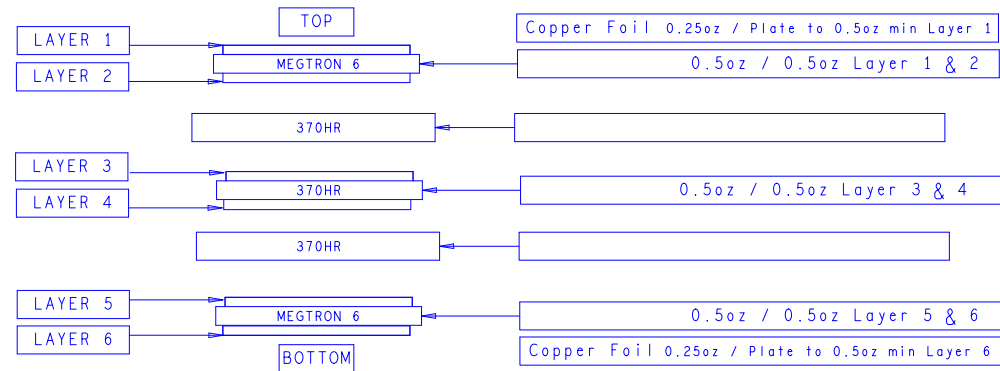 TOP
Copper Foil 0.25oz / Plate to 0.5oz min Layer 1
LAYER 1
MEGTRON 6
0.5oz / 0.5oz Layer 1 & 2
LAYER 2
370HR
LAYER 3
370HR
0.5oz / 0.5oz Layer 3 & 4
LAYER 4
370HR
LAYER 5
MEGTRON 6
0.5oz / 0.5oz Layer 5 & 6
LAYER 6
BOTTOM
Copper Foil 0.25oz / Plate to 0.5oz min Layer 6